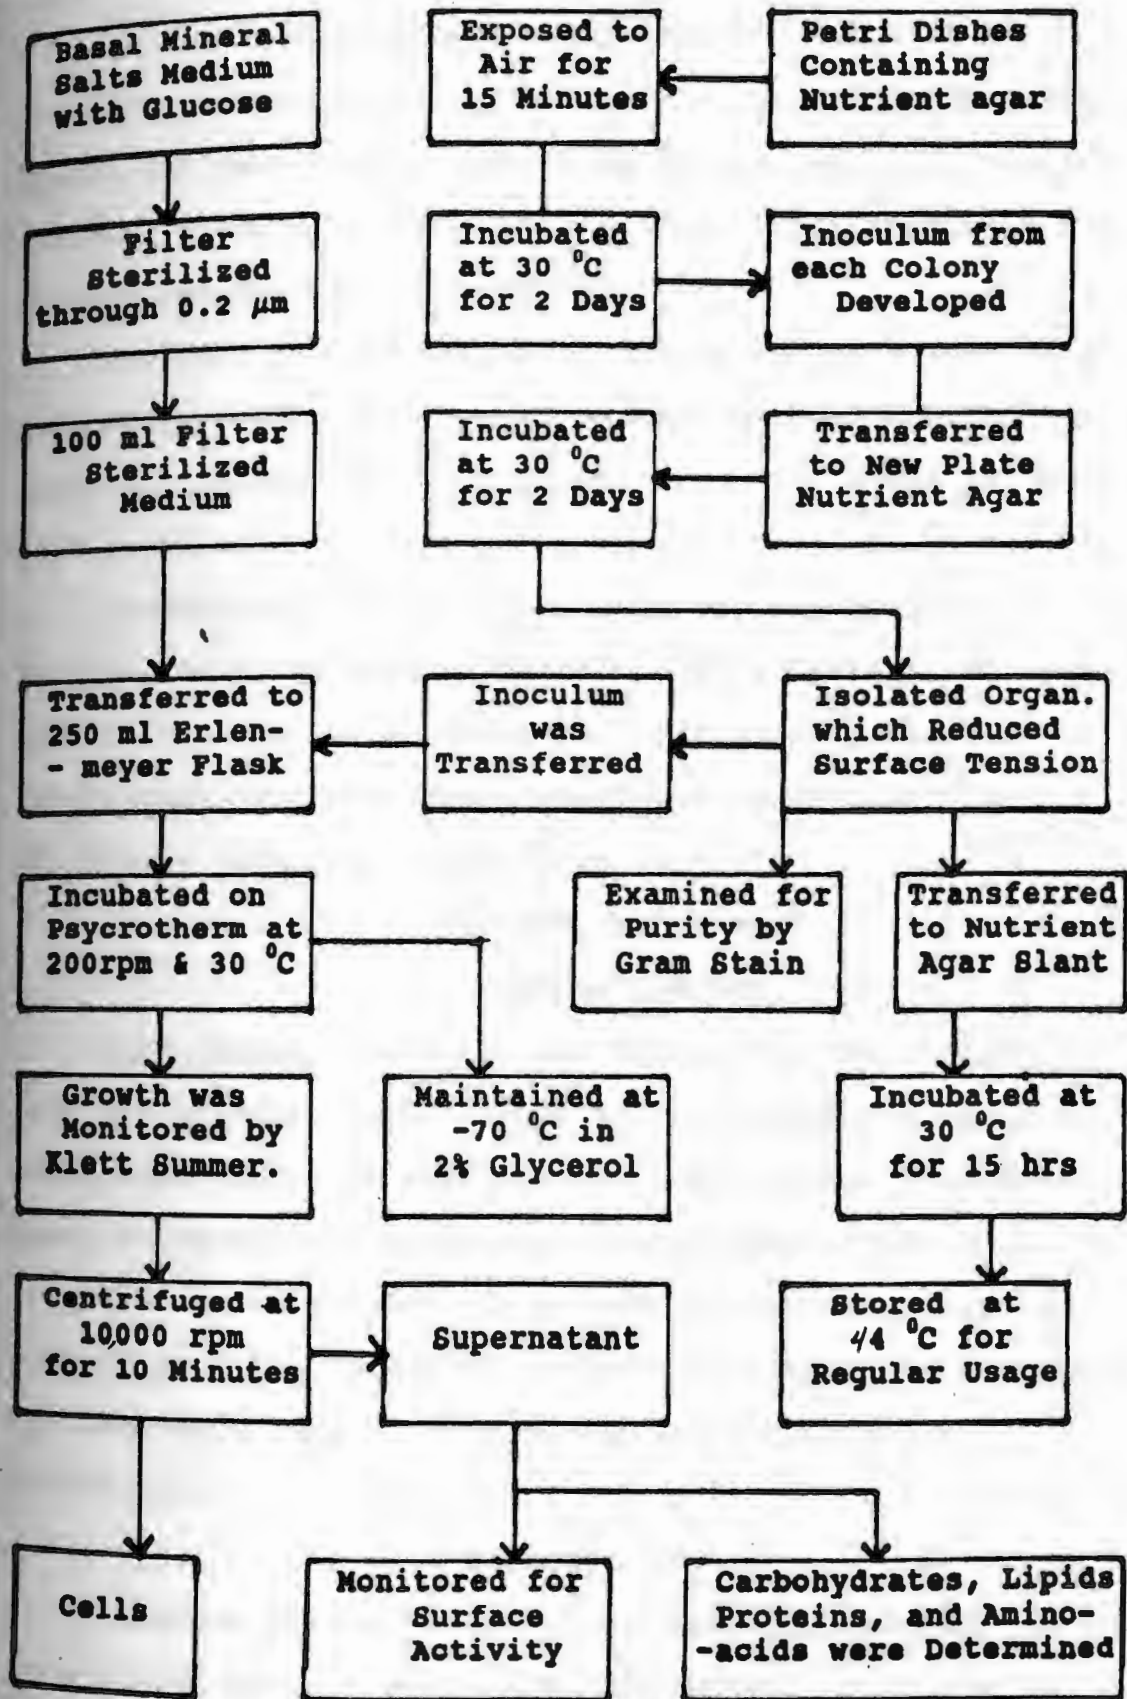 Basal Mineral
Salts Medium
with Glucose
Exposed to
Air for
15 Minutes
Petri Dishes
Containing
Nutrient agar
Filter
Sterilized
through 0.2 μm
Incubated
at 30 ⁰C
for 2 Days
Inoculum from
each Colony
Developed
100 ml Filter
Sterilized
Medium
Incubated
at 30 ⁰C
for 2 Days
Transferred
to New Plate
Nutrient Agar
Transferred to
250 ml Erlen-
- meyer Flask
Inoculum
was
Transferred
Isolated Organ.
which Reduced
Surface Tension
Incubated on
Psycrotherm at
200rpm & 30 ⁰C
Examined for
Purity by
Gram Stain
Transferred
to Nutrient
Agar Slant
Growth was
Monitored by
Klett Summer.
Maintained at
-70 ⁰C in
2% Glycerol
Incubated at
30 ⁰C
for 15 hrs
Centrifuged at
10,000 rpm
for 10 Minutes
Supernatant
Stored at
⁰C for
Regular Usage
Cells
Monitored for
Surface
Activity
Carbohydrates, Lipids
Proteins, and Amino-
-acids were Determined